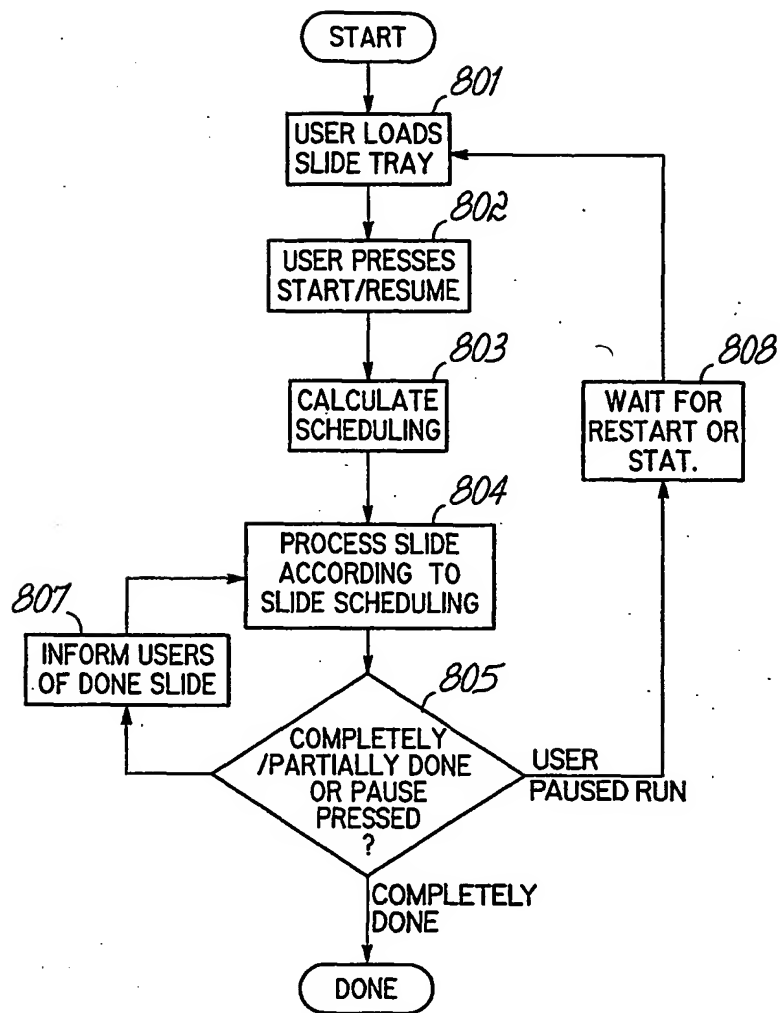 START
801
USER LOADS
SLIDE TRAY
802
USER PRESSES
START/RESUME
803
CALCULATE
SCHEDULING
808
WAIT FOR
RESTART OR
STAT.
804
PROCESS SLIDE
ACCORDING TO
SLIDE SCHEDULING
807
INFORM USERS
OF DONE SLIDE
805
COMPLETELY
/PARTIALLY DONE
OR PAUSE
PRESSED
?
USER
PAUSED RUN
COMPLETELY
DONE
DONE